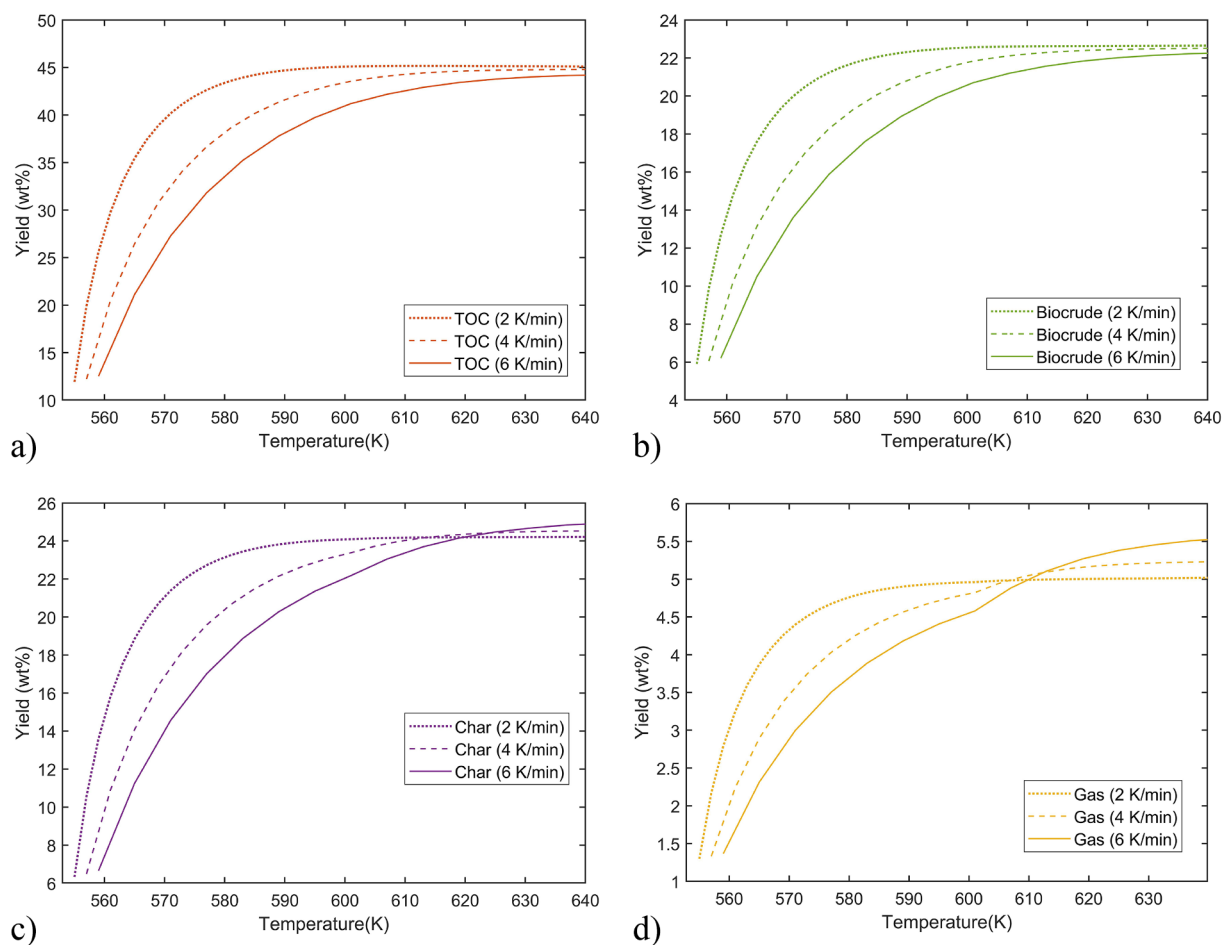 50
45
40
35
30
25
20
15
10
Yield (wt%)
560 570 580 590 600 610 620 630 640
Temperature(K)
TOC (2 K/min)
TOC (4 K/min)
TOC (6 K/min)
a)
24
22
20
18
16
14
12
10
8
6
4
Yield (wt%)
560 570 580 590 600 610 620 630 640
Temperature(K)
Biocrude (2 K/min)
Biocrude (4 K/min)
Biocrude (6 K/min)
b)
26
24
22
20
18
16
14
12
10
8
6
Yield (wt%)
560 570 580 590 600 610 620 630 640
Temperature(K)
Char (2 K/min)
Char (4 K/min)
Char (6 K/min)
c)
6
5.5
5
4.5
4
3.5
3
2.5
2
1.5
1
Yield (wt%)
560 570 580 590 600 610 620 630
Temperature(K)
Gas (2 K/min)
Gas (4 K/min)
Gas (6 K/min)
d)